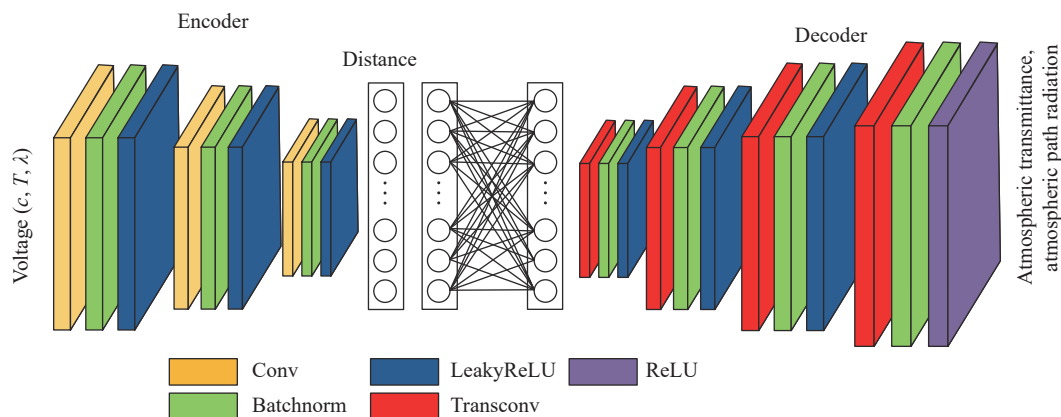 Encoder
Distance
Decoder
Voltage (c, T, λ)
Atmospheric transmittance,
atmospheric path radiation
Conv
LeakyReLU
ReLU
Batchnorm
Transconv